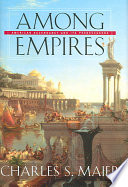 AMONG
AMERICAN ASCENDANCY AND ITS PREDECESSORS
EMPIRES
CHARLES S. MAIER